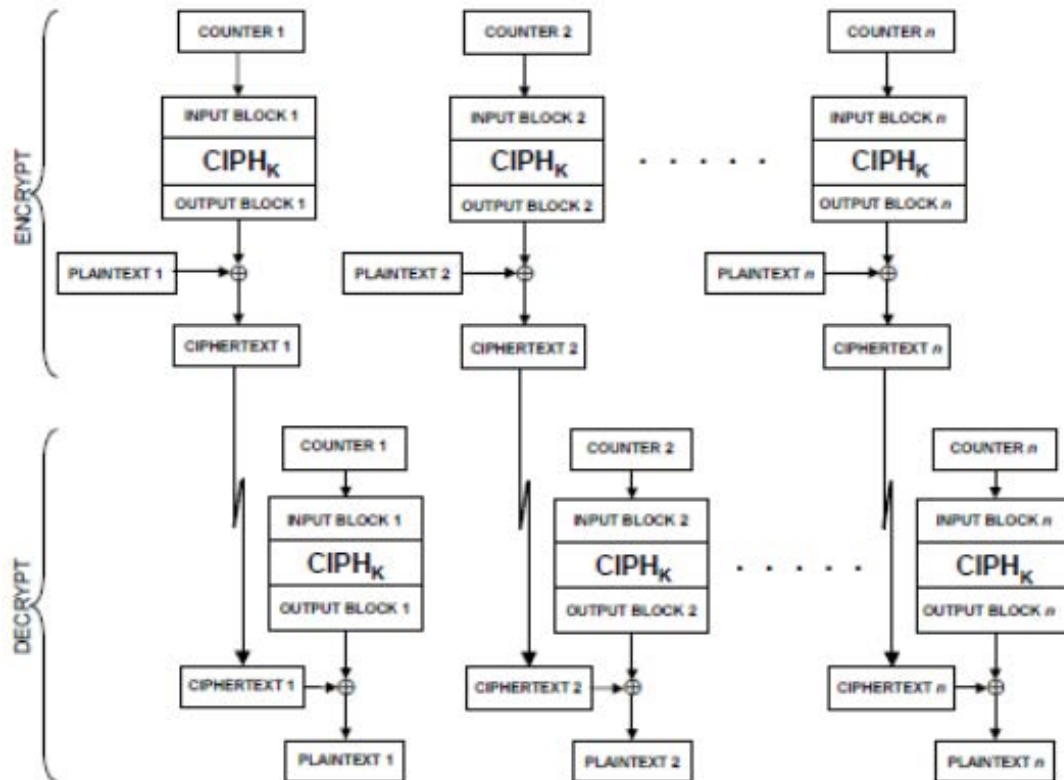 ENCRYPT
COUNTER 1
COUNTER 2
COUNTER n
INPUT BLOCK 1
INPUT BLOCK 2
INPUT BLOCK n
CIPHK
CIPHK
CIPHK
OUTPUT BLOCK 1
OUTPUT BLOCK 2
OUTPUT BLOCK n
PLAINTEXT 1
PLAINTEXT 2
PLAINTEXT n
CIPHERTEXT 1
CIPHERTEXT 2
CIPHERTEXT n
DECRYPT
COUNTER 1
COUNTER 2
COUNTER n
INPUT BLOCK 1
INPUT BLOCK 2
INPUT BLOCK n
CIPHK
CIPHK
CIPHK
OUTPUT BLOCK 1
OUTPUT BLOCK 2
OUTPUT BLOCK n
CIPHERTEXT 1
CIPHERTEXT 2
CIPHERTEXT n
PLAINTEXT 1
PLAINTEXT 2
PLAINTEXT n